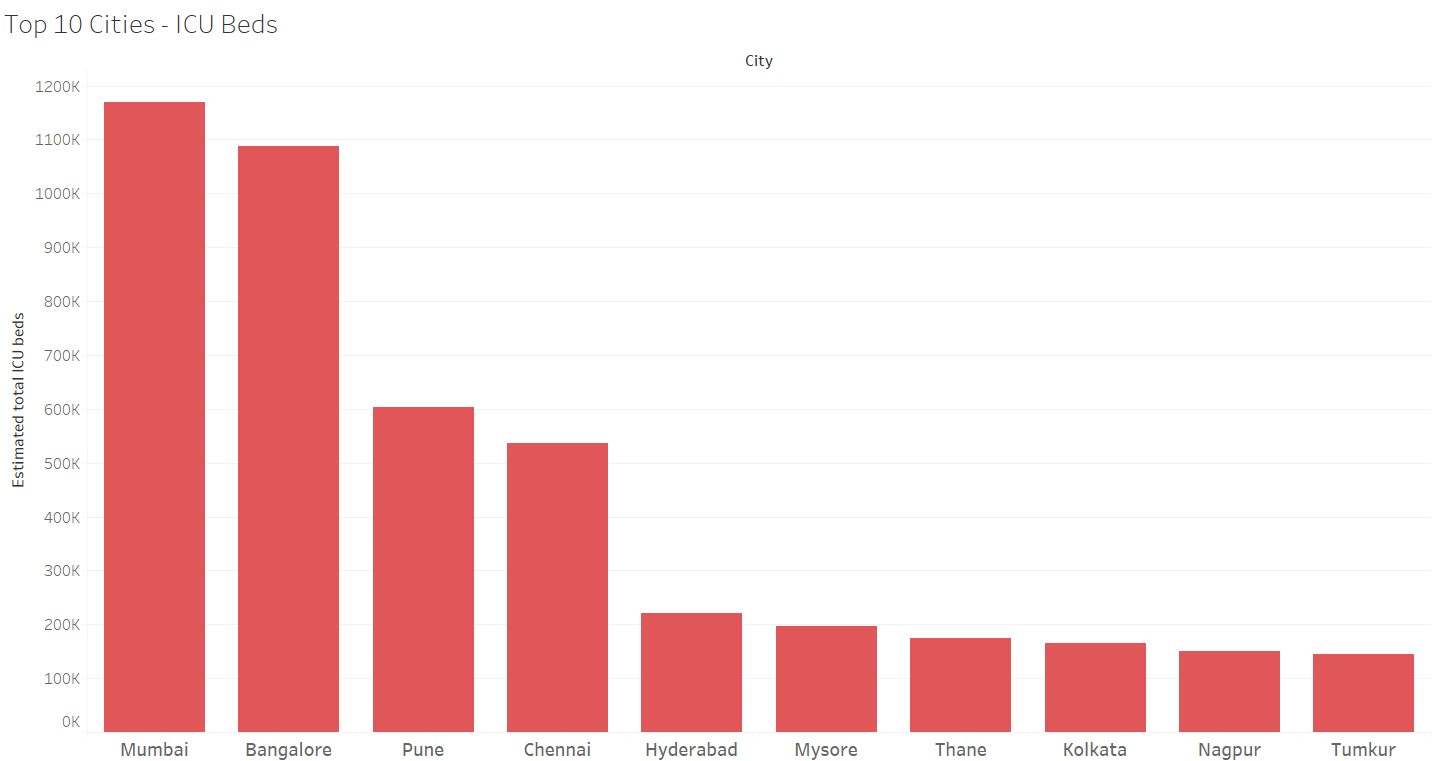 Top 10 Cities - ICU Beds
City
Estimated total ICU beds
1200K
1100K
1000K
900K
800K
700K
600K
500K
400K
300K
200K
100K
0K
Mumbai Bangalore Pune Chennai Hyderabad Mysore Thane Kolkata Nagpur Tumkur